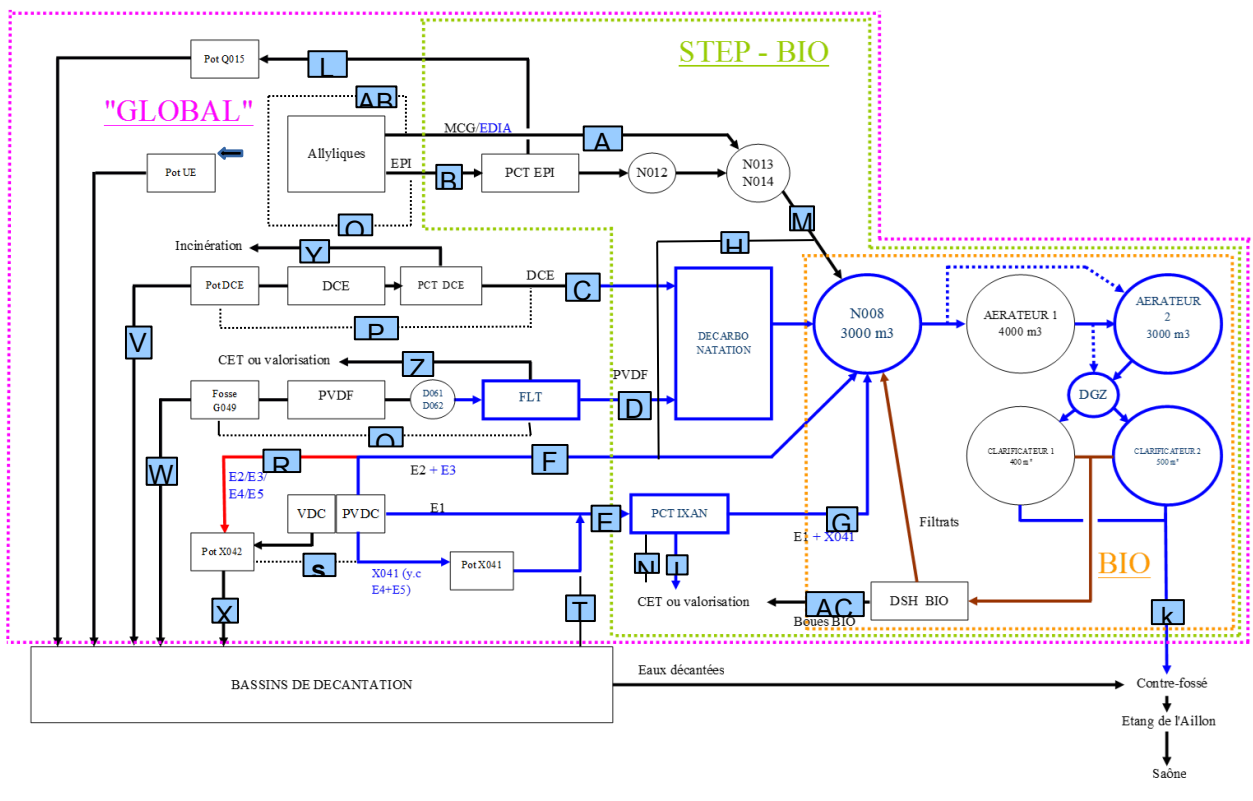 STEP - BIO
Pot Q015
L
"GLOBAL"
AB
MCG/EDIA
A
Allyliques
EPI
B
PCT EPI
N012
N013
N014
Pot UE
M
Incinération
Y
H
Pot DCE
DCE
PCT DCE
DCE
C
P
V
DECARBO
NATATION
N008
3000 m3
AERATEUR 1
4000 m3
AERATEUR
2
3000 m3
CET ou valorisation
Z
PVDF
Fosse
G049
PVDF
D061
D062
FLT
D
DGZ
W
R
E2 + E3
F
E2/E3/
E4/E5
CLARIFICATEUR 1
400 m³
CLARIFICATEUR 2
500 m³
VDC
PVDC
E1
E
PCT IXAN
G
E1 + X041
Filtrats
Pot X042
s
X041 (y.c
E4+E5)
Pot X041
N
BIO
X
T
CET ou valorisation
AC
Boues BIO
DSH BIO
k
BASSINS DE DECANTATION
Eaux décantées
Contre-fossé
Etang de l'Aillon
Saône